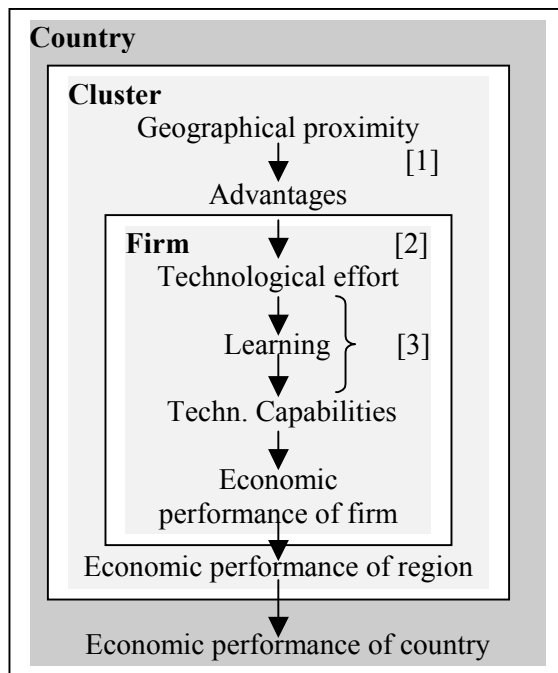 Country
Cluster
Geographical proximity
[1]
Advantages
Firm
[2]
Technological effort
Learning
[3]
Techn. Capabilities
Economic
performance of firm
Economic performance of region
Economic performance of country